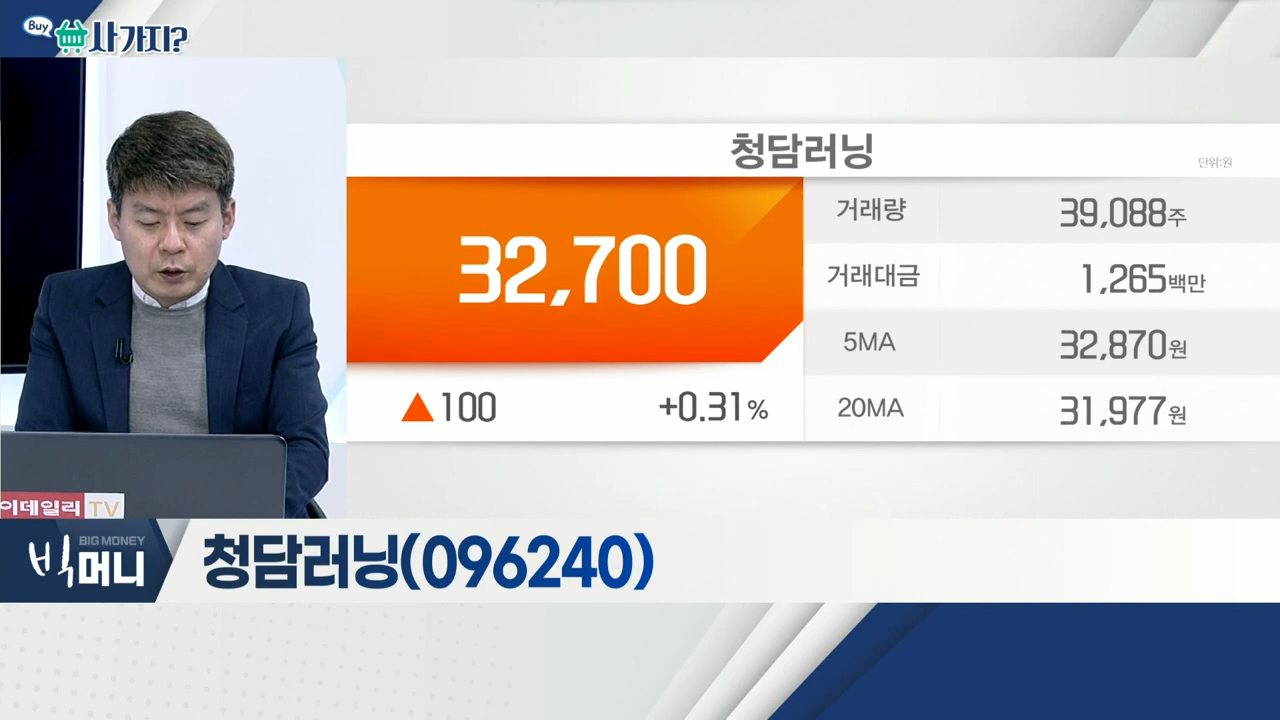 Buy
사가지?
청담러닝
단위:원
32,700
▲100 +0.31%
거래량 39,088주
거래대금 1,265백만
5MA 32,870원
20MA 31,977원
이데일리 TV
BIG MONEY
빅머니
청담러닝(096240)